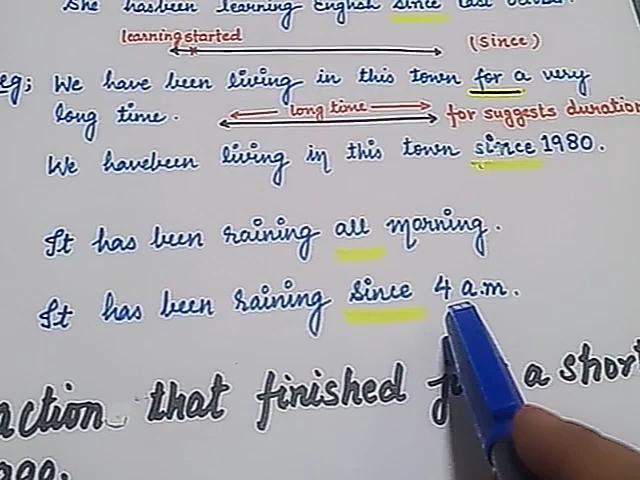 She hasbeen learning English since last October.
learning started (since)
eg; We have been living in this town for a very
long time. long time for suggests duration
We havebeen living in this town since 1980.
It has been raining all morning.
It has been raining since 4 a.m.
action that finished a short
ago.